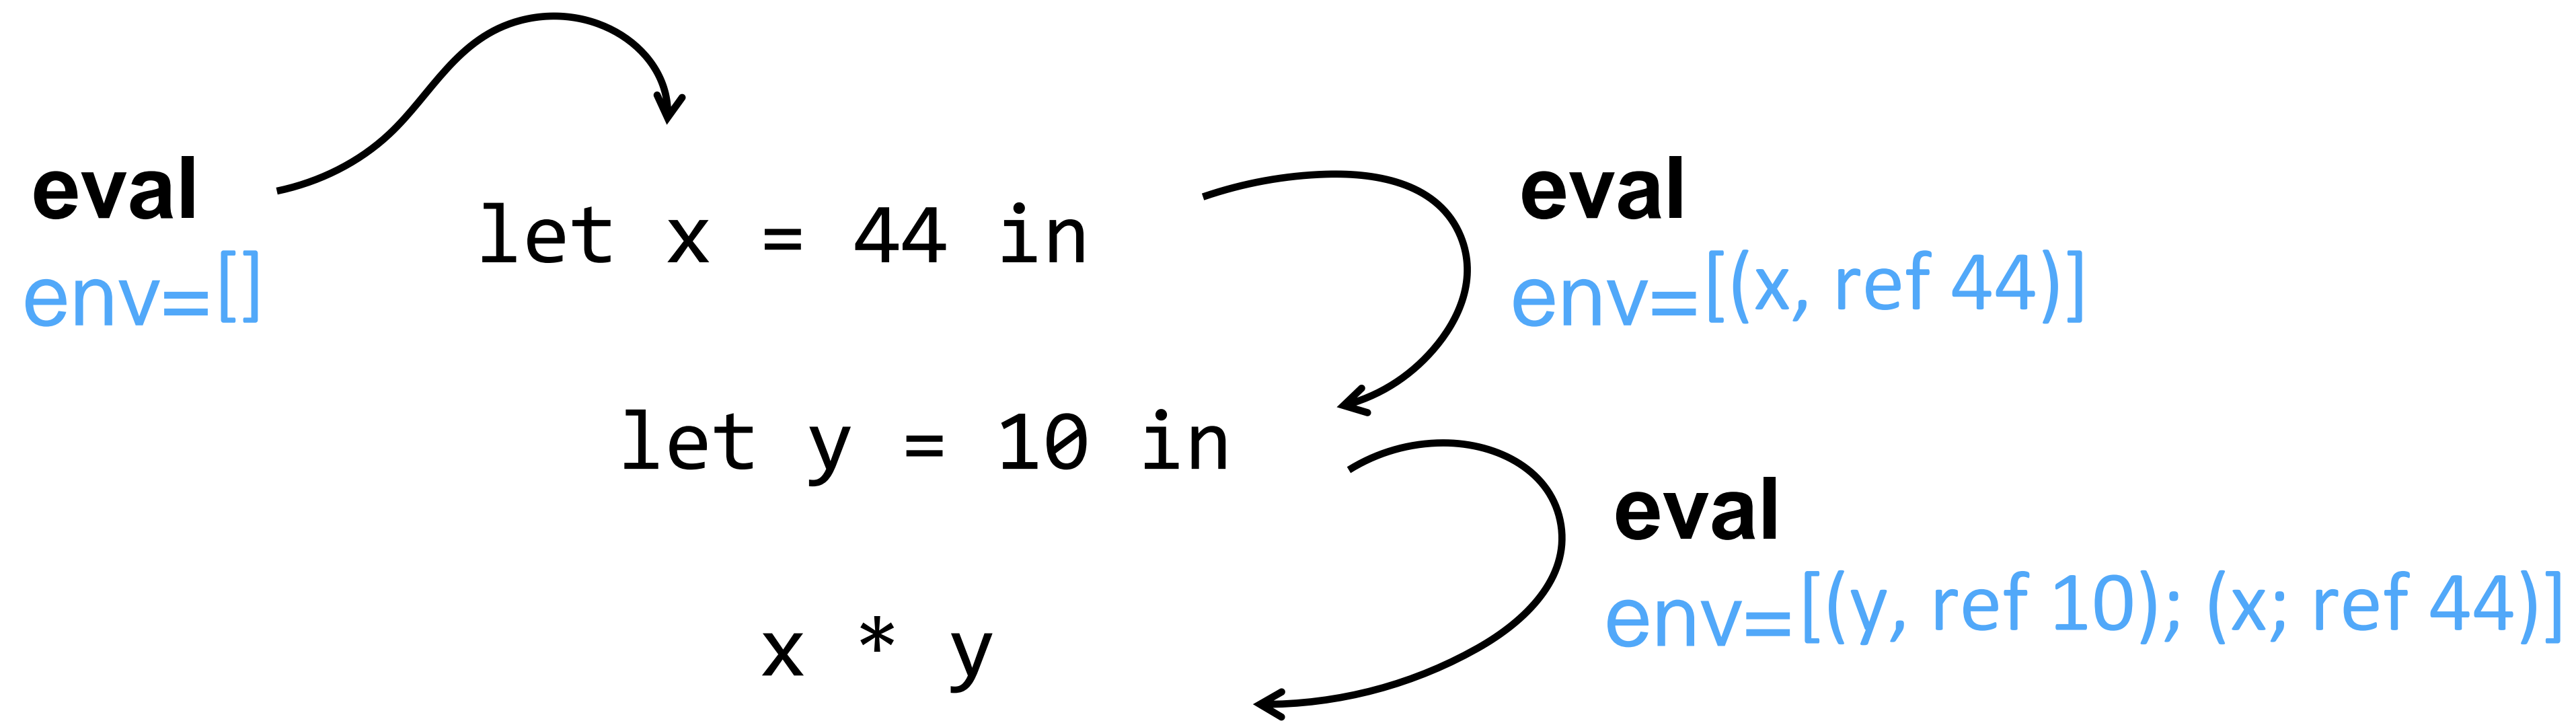 eval
env=[]
let x = 44 in
eval
env=[(x, ref 44)]
let y = 10 in
eval
env=[(y, ref 10); (x; ref 44)]
x * y